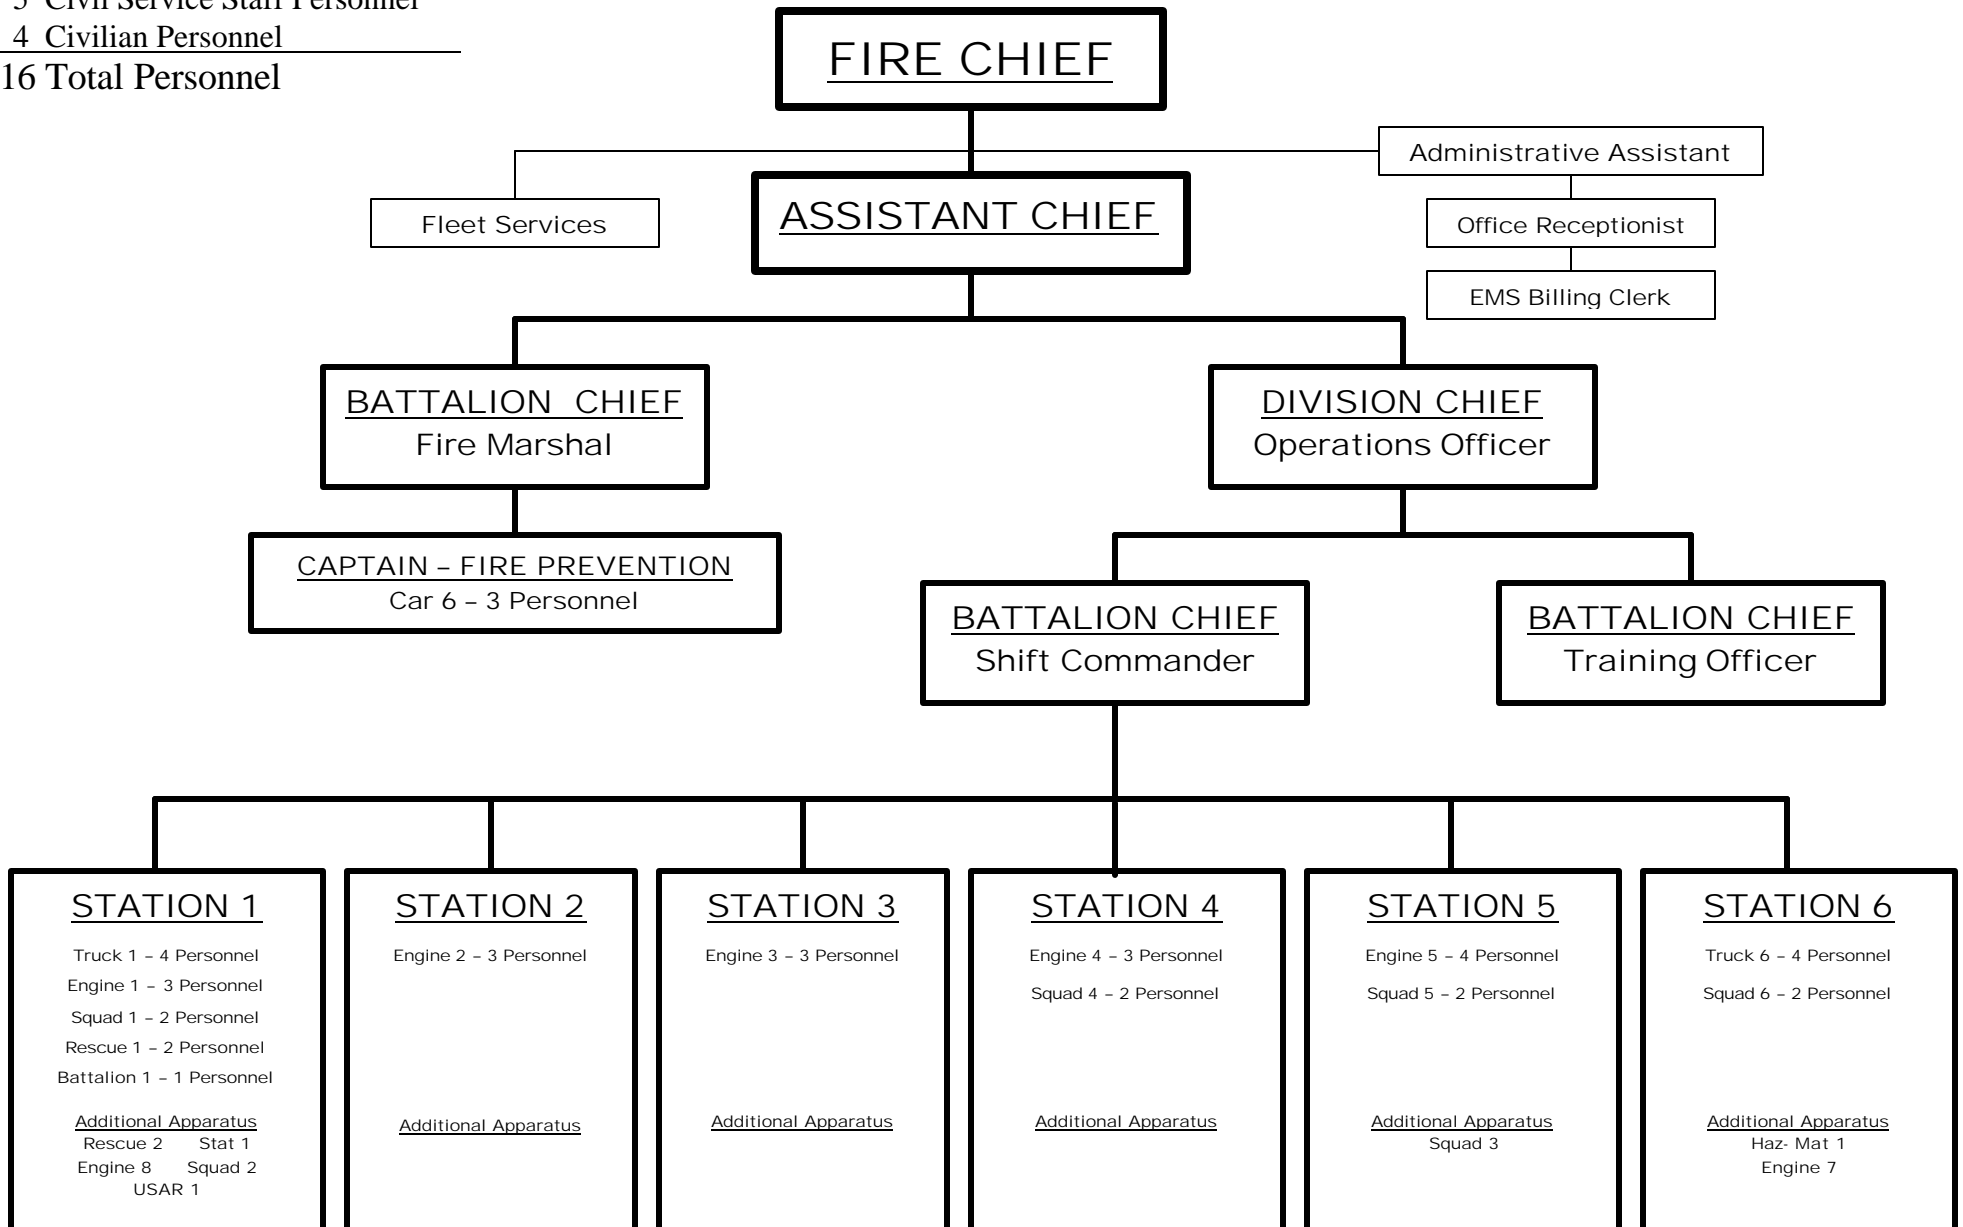 5 Civil Service Staff Personnel
4 Civilian Personnel
16 Total Personnel
FIRE CHIEF
Administrative Assistant
Fleet Services
ASSISTANT CHIEF
Office Receptionist
EMS Billing Clerk
BATTALION CHIEF
Fire Marshal
DIVISION CHIEF
Operations Officer
CAPTAIN – FIRE PREVENTION
Car 6 – 3 Personnel
BATTALION CHIEF
Shift Commander
BATTALION CHIEF
Training Officer
STATION 1
Truck 1 – 4 Personnel
Engine 1 – 3 Personnel
Squad 1 – 2 Personnel
Rescue 1 – 2 Personnel
Battalion 1 – 1 Personnel
Additional Apparatus
Rescue 2 Stat 1
Engine 8 Squad 2
USAR 1
STATION 2
Engine 2 – 3 Personnel
Additional Apparatus
STATION 3
Engine 3 – 3 Personnel
Additional Apparatus
STATION 4
Engine 4 – 3 Personnel
Squad 4 – 2 Personnel
Additional Apparatus
STATION 5
Engine 5 – 4 Personnel
Squad 5 – 2 Personnel
Additional Apparatus
Squad 3
STATION 6
Truck 6 – 4 Personnel
Squad 6 – 2 Personnel
Additional Apparatus
Haz- Mat 1
Engine 7